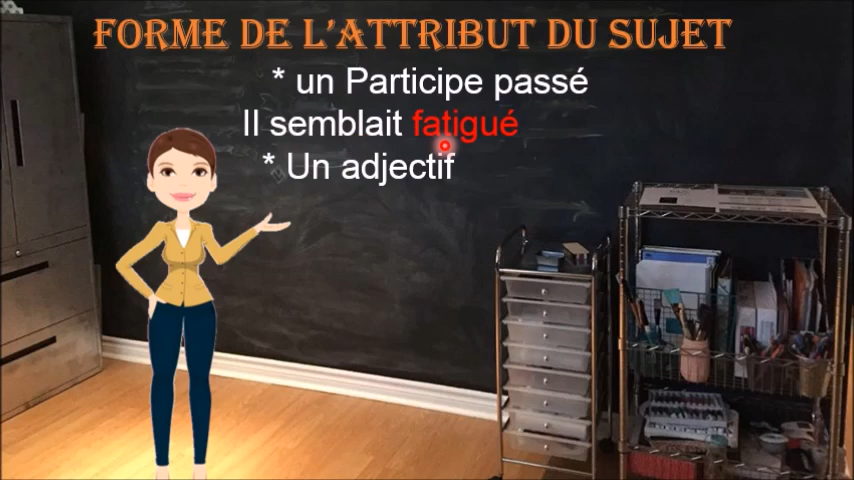 FORME DE L'ATTRIBUT DU SUJET
* un Participe passé
Il semblait fatigué
* Un adjectif